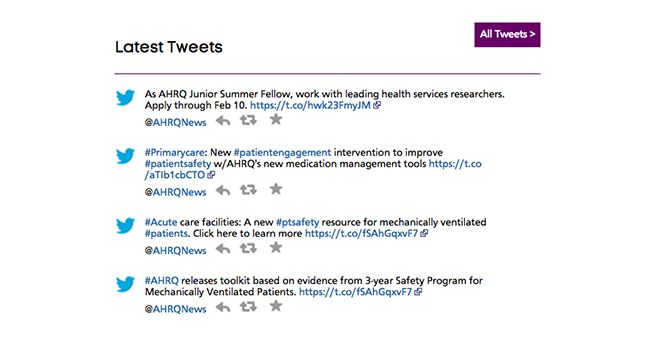 All Tweets >
Latest Tweets
As AHRQ Junior Summer Fellow, work with leading health services researchers.
Apply through Feb 10. https://t.co/hwk23FmyJM
@AHRQNews
#Primarycare: New #patientengagement intervention to improve
#patientsafety w/AHRQ's new medication management tools https://t.co
/aTIb1cbCTO
@AHRQNews
#Acute care facilities: A new #ptsafety resource for mechanically ventilated
#patients. Click here to learn more https://t.co/fSAhGqxvF7
@AHRQNews
#AHRQ releases toolkit based on evidence from 3-year Safety Program for
Mechanically Ventilated Patients. https://t.co/fSAhGqxvF7
@AHRQNews